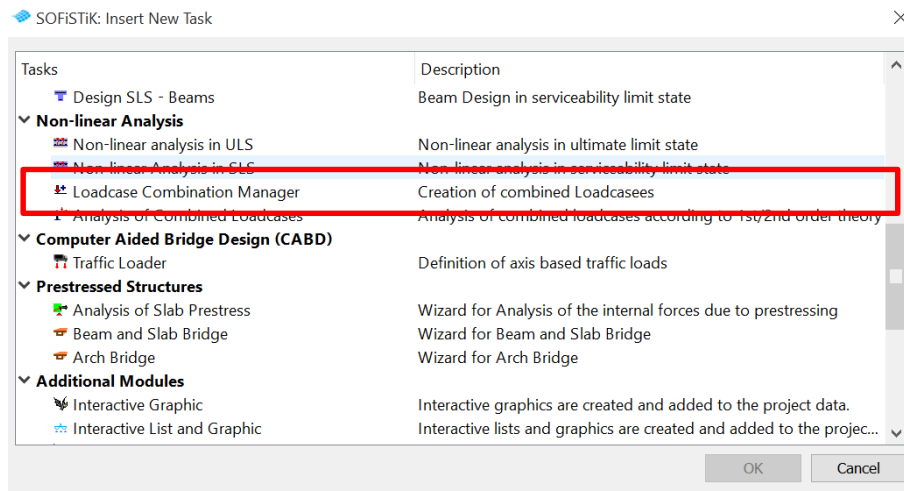 SOFiSTiK: Insert New Task
Tasks Description
Design SLS - Beams Beam Design in serviceability limit state
Non-linear Analysis
Non-linear analysis in ULS Non-linear analysis in ultimate limit state
Non-linear Analysis in SLS Non-linear analysis in serviceability limit state
Loadcase Combination Manager Creation of combined Loadcasees
Analysis of Combined Loadcases Analysis of combined loadcases according to 1st/2nd order theory
Computer Aided Bridge Design (CABD)
Traffic Loader Definition of axis based traffic loads
Prestressed Structures
Analysis of Slab Prestress Wizard for Analysis of the internal forces due to prestressing
Beam and Slab Bridge Wizard for Beam and Slab Bridge
Arch Bridge Wizard for Arch Bridge
Additional Modules
Interactive Graphic Interactive graphics are created and added to the project data.
Interactive List and Graphic Interactive lists and graphics are created and added to the projec...
OK Cancel